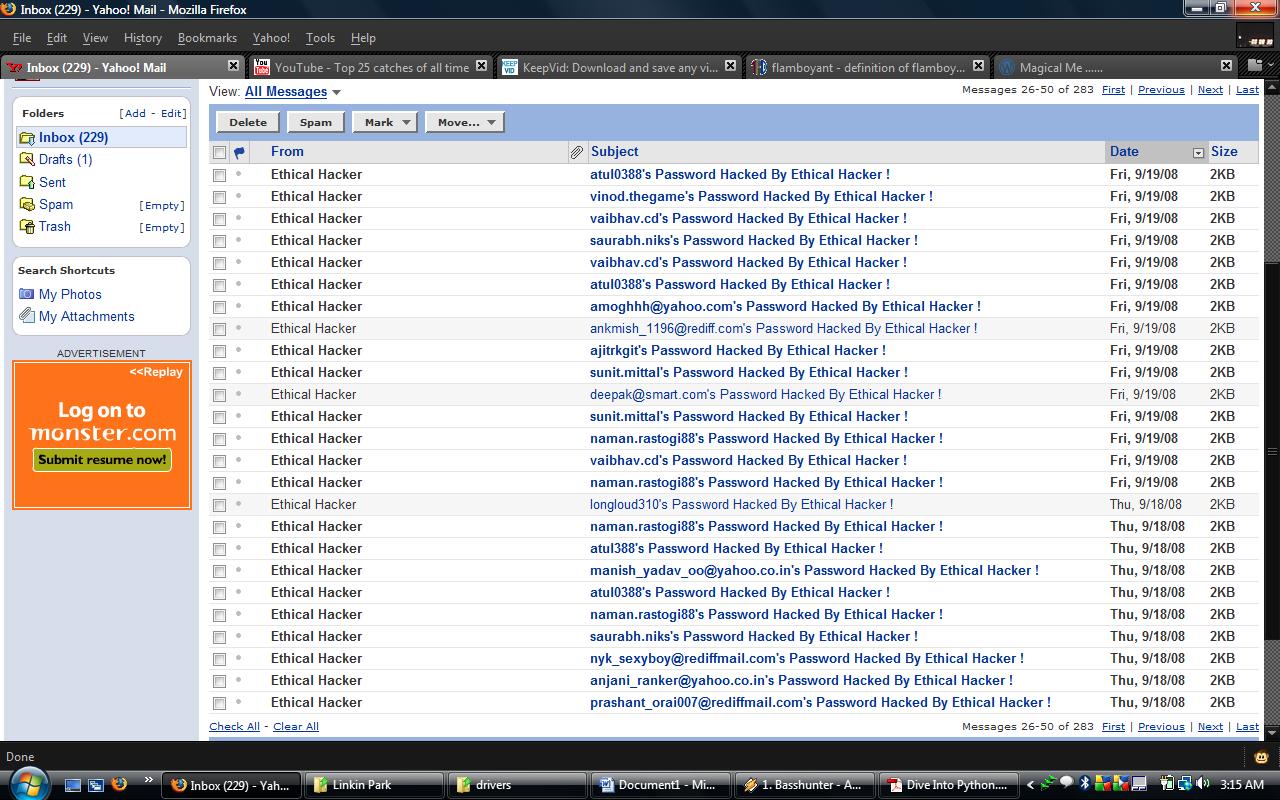 Inbox (229) - Yahoo! Mail - Mozilla Firefox
File Edit View History Bookmarks Yahoo! Tools Help
Inbox (229) - Yahoo! Mail YouTube - Top 25 catches of all time KeepVid: Download and save any vi... flamboyant - definition of flamboy... Magical Me ......
View: All Messages Messages 26-50 of 283 First | Previous | Next | Last
Folders [Add - Edit]
Inbox (229)
Drafts (1)
Sent
Spam [Empty]
Trash [Empty]
Search Shortcuts
My Photos
My Attachments
ADVERTISEMENT
<<Replay
Log on to
monster.com
Submit resume now!
Delete Spam Mark Move...
From Subject Date Size
Ethical Hacker atul0388's Password Hacked By Ethical Hacker ! Fri, 9/19/08 2KB
Ethical Hacker vinod.thegame's Password Hacked By Ethical Hacker ! Fri, 9/19/08 2KB
Ethical Hacker vaibhav.cd's Password Hacked By Ethical Hacker ! Fri, 9/19/08 2KB
Ethical Hacker saurabh.niks's Password Hacked By Ethical Hacker ! Fri, 9/19/08 2KB
Ethical Hacker vaibhav.cd's Password Hacked By Ethical Hacker ! Fri, 9/19/08 2KB
Ethical Hacker atul0388's Password Hacked By Ethical Hacker ! Fri, 9/19/08 2KB
Ethical Hacker amoghhh@yahoo.com's Password Hacked By Ethical Hacker ! Fri, 9/19/08 2KB
Ethical Hacker ankmish_1196@rediff.com's Password Hacked By Ethical Hacker ! Fri, 9/19/08 2KB
Ethical Hacker ajitrkgit's Password Hacked By Ethical Hacker ! Fri, 9/19/08 2KB
Ethical Hacker sunit.mittal's Password Hacked By Ethical Hacker ! Fri, 9/19/08 2KB
Ethical Hacker deepak@smart.com's Password Hacked By Ethical Hacker ! Fri, 9/19/08 2KB
Ethical Hacker sunit.mittal's Password Hacked By Ethical Hacker ! Fri, 9/19/08 2KB
Ethical Hacker naman.rastogi88's Password Hacked By Ethical Hacker ! Fri, 9/19/08 2KB
Ethical Hacker vaibhav.cd's Password Hacked By Ethical Hacker ! Fri, 9/19/08 2KB
Ethical Hacker naman.rastogi88's Password Hacked By Ethical Hacker ! Fri, 9/19/08 2KB
Ethical Hacker longloud310's Password Hacked By Ethical Hacker ! Thu, 9/18/08 2KB
Ethical Hacker naman.rastogi88's Password Hacked By Ethical Hacker ! Thu, 9/18/08 2KB
Ethical Hacker atul388's Password Hacked By Ethical Hacker ! Thu, 9/18/08 2KB
Ethical Hacker manish_yadav_oo@yahoo.co.in's Password Hacked By Ethical Hacker ! Thu, 9/18/08 2KB
Ethical Hacker atul0388's Password Hacked By Ethical Hacker ! Thu, 9/18/08 2KB
Ethical Hacker naman.rastogi88's Password Hacked By Ethical Hacker ! Thu, 9/18/08 2KB
Ethical Hacker saurabh.niks's Password Hacked By Ethical Hacker ! Thu, 9/18/08 2KB
Ethical Hacker nyk_sexyboy@rediffmail.com's Password Hacked By Ethical Hacker ! Thu, 9/18/08 2KB
Ethical Hacker anjani_ranker@yahoo.co.in's Password Hacked By Ethical Hacker ! Thu, 9/18/08 2KB
Ethical Hacker prashant_orai007@rediffmail.com's Password Hacked By Ethical Hacker ! Thu, 9/18/08 2KB
Check All - Clear All Messages 26-50 of 283 First | Previous | Next | Last
Done
Inbox (229) - Yah... Linkin Park drivers Document1 - Mi... 1. Basshunter - A... Dive Into Python.... 3:15 AM